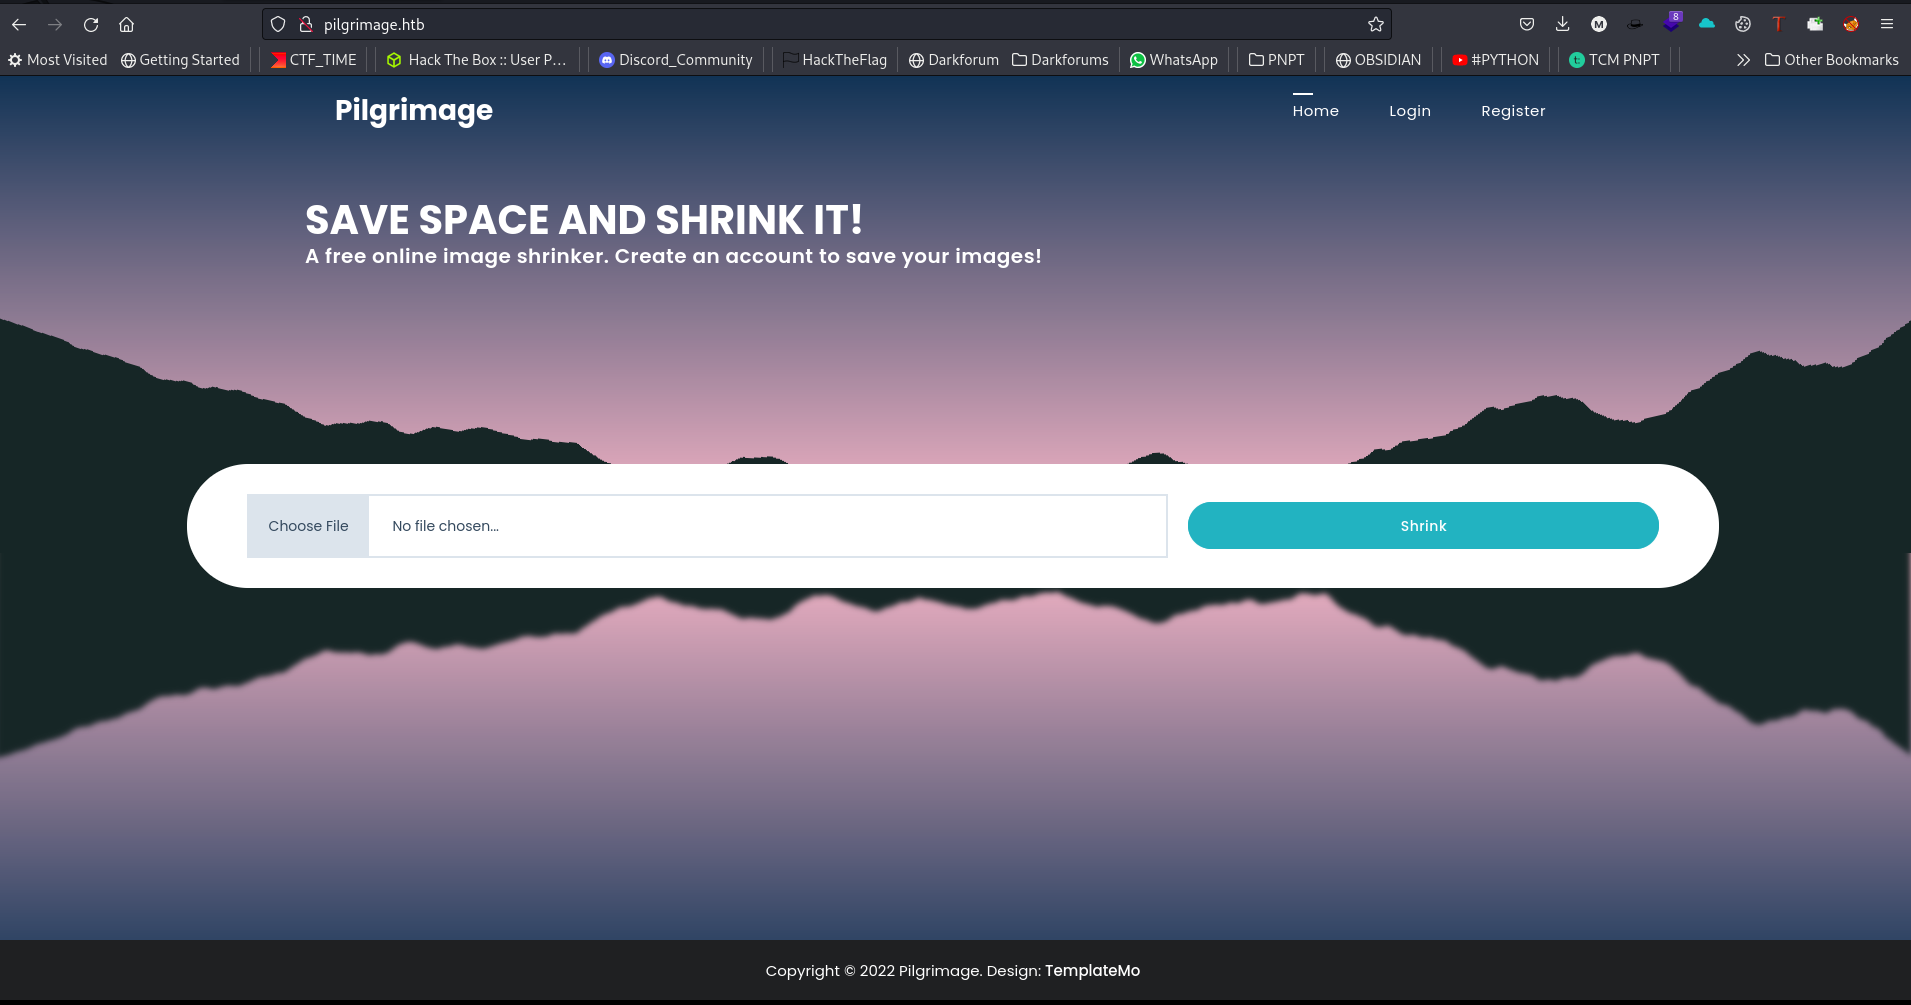 pilgrimage.htb
8
Most Visited Getting Started CTF_TIME Hack The Box :: User P... Discord_Community HackTheFlag Darkforum Darkforums WhatsApp PNPT OBSIDIAN #PYTHON TCM PNPT Other Bookmarks
Pilgrimage Home Login Register
SAVE SPACE AND SHRINK IT!
A free online image shrinker. Create an account to save your images!
Choose File No file chosen... Shrink
Copyright © 2022 Pilgrimage. Design: TemplateMo